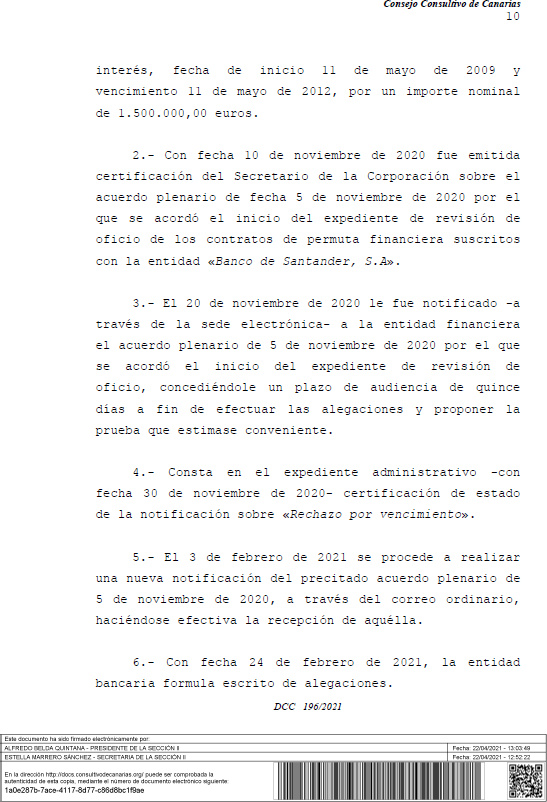 Consejo Consultivo de Canarias
10
interés, fecha de inicio 11 de mayo de 2009 y
vencimiento 11 de mayo de 2012, por un importe nominal
de 1.500.000,00 euros.
2.- Con fecha 10 de noviembre de 2020 fue emitida
certificación del Secretario de la Corporación sobre el
acuerdo plenario de fecha 5 de noviembre de 2020 por el
que se acordó el inicio del expediente de revisión de
oficio de los contratos de permuta financiera suscritos
con la entidad «Banco de Santander, S.A».
3.- El 20 de noviembre de 2020 le fue notificado -a
través de la sede electrónica- a la entidad financiera
el acuerdo plenario de 5 de noviembre de 2020 por el que
se acordó el inicio del expediente de revisión de
oficio, concediéndole un plazo de audiencia de quince
días a fin de efectuar las alegaciones y proponer la
prueba que estimase conveniente.
4.- Consta en el expediente administrativo -con
fecha 30 de noviembre de 2020- certificación de estado
de la notificación sobre «Rechazo por vencimiento».
5.- El 3 de febrero de 2021 se procede a realizar
una nueva notificación del precitado acuerdo plenario de
5 de noviembre de 2020, a través del correo ordinario,
haciéndose efectiva la recepción de aquélla.
6.- Con fecha 24 de febrero de 2021, la entidad
bancaria formula escrito de alegaciones.
DCC 196/2021
Este documento ha sido firmado electrónicamente por:
ALFREDO BELDA QUINTANA - PRESIDENTE DE LA SECCIÓN II Fecha: 22/04/2021 - 13:03:49
ESTELLA MARRERO SÁNCHEZ - SECRETARIA DE LA SECCIÓN II Fecha: 22/04/2021 - 12:52:22
En la dirección http://docs.consultivodecanarias.org/ puede ser comprobada la
autenticidad de esta copia, mediante el número de documento electrónico siguiente:
1a0e287b-7ace-4117-8d77-c86d8bc1f9ae